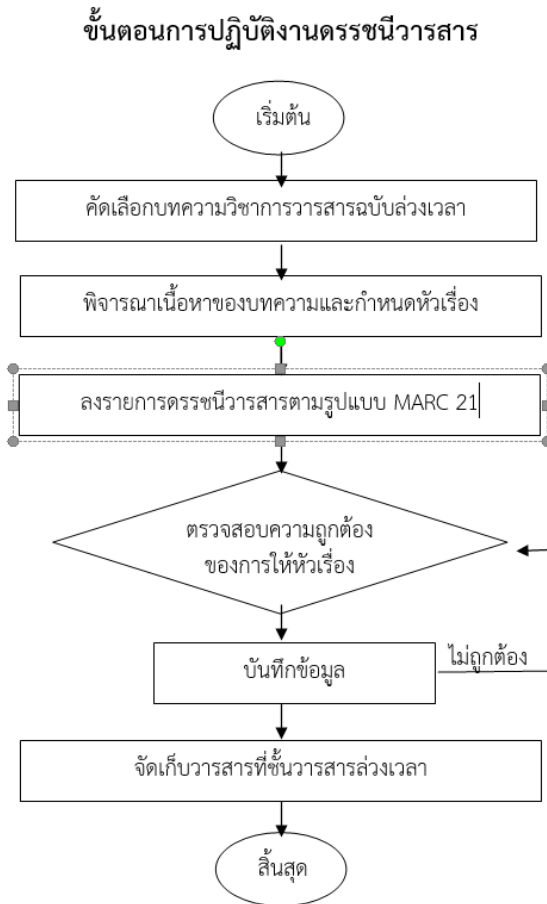 ขั้นตอนการปฏิบัติงานดรรชนีวารสาร
เริ่มต้น
คัดเลือกบทความวิชาการวารสารฉบับล่วงเวลา
พิจารณาเนื้อหาของบทความและกำหนดหัวเรื่อง
ลงรายการดรรชนีวารสารตามรูปแบบ MARC 21
ตรวจสอบความถูกต้อง
ของการให้หัวเรื่อง
บันทึกข้อมูล
ไม่ถูกต้อง
จัดเก็บวารสารที่ชั้นวารสารล่วงเวลา
สิ้นสุด